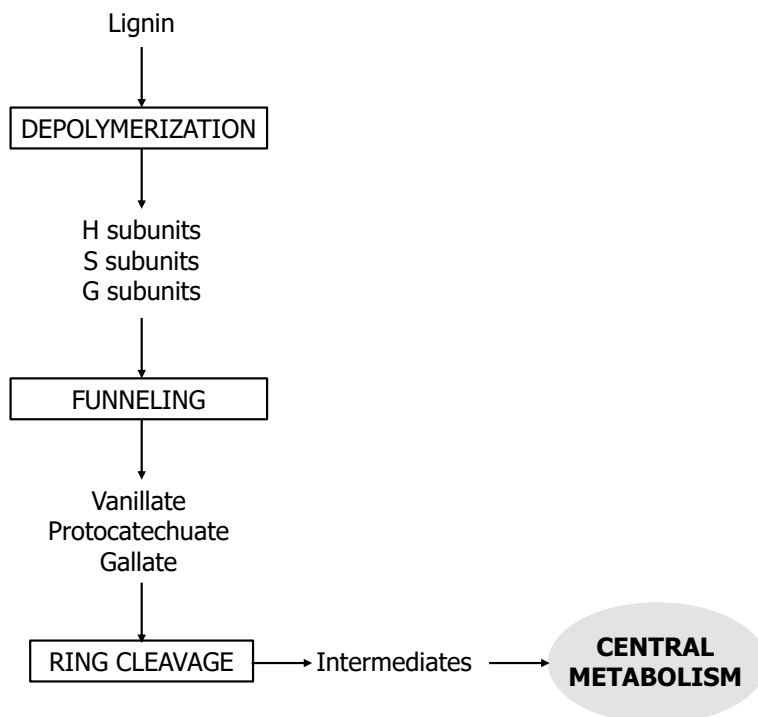 Lignin
DEPOLYMERIZATION
H subunits
S subunits
G subunits
FUNNELING
Vanillate
Protocatechuate
Gallate
RING CLEAVAGE
Intermediates
CENTRAL
METABOLISM